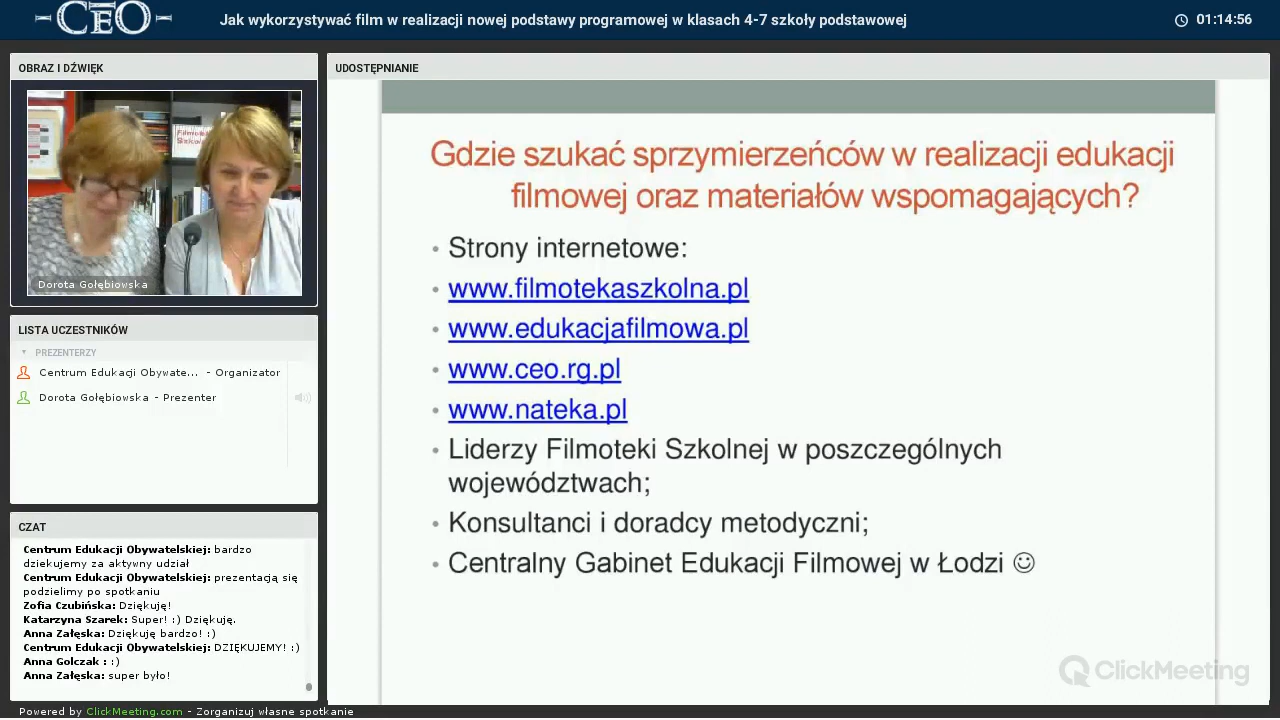 CEO
Jak wykorzystywać film w realizacji nowej podstawy programowej w klasach 4-7 szkoły podstawowej
01:14:56
OBRAZ I DŹWIĘK
Filmoteka
Szkolna
Dorota Gołębiowska
LISTA UCZESTNIKÓW
PREZENTERZY
Centrum Edukacji Obywate... - Organizator
Dorota Gołębiowska - Prezenter
CZAT
Centrum Edukacji Obywatelskiej: bardzo
dziekujemy za aktywny udział
Centrum Edukacji Obywatelskiej: prezentacją się
podzielimy po spotkaniu
Zofia Czubińska: Dziękuję!
Katarzyna Szarek: Super! :) Dziękuję.
Anna Załęska: Dziękuję bardzo! :)
Centrum Edukacji Obywatelskiej: DZIĘKUJEMY! :)
Anna Golczak : :)
Anna Załęska: super było!
UDOSTĘPNIANIE
Gdzie szukać sprzymierzeńców w realizacji edukacji
filmowej oraz materiałów wspomagających?
• Strony internetowe:
• www.filmotekaszkolna.pl
• www.edukacjafilmowa.pl
• www.ceo.rg.pl
• www.nateka.pl
• Liderzy Filmoteki Szkolnej w poszczególnych
województwach;
• Konsultanci i doradcy metodyczni;
• Centralny Gabinet Edukacji Filmowej w Łodzi ☺
ClickMeeting
Powered by ClickMeeting.com - Zorganizuj własne spotkanie